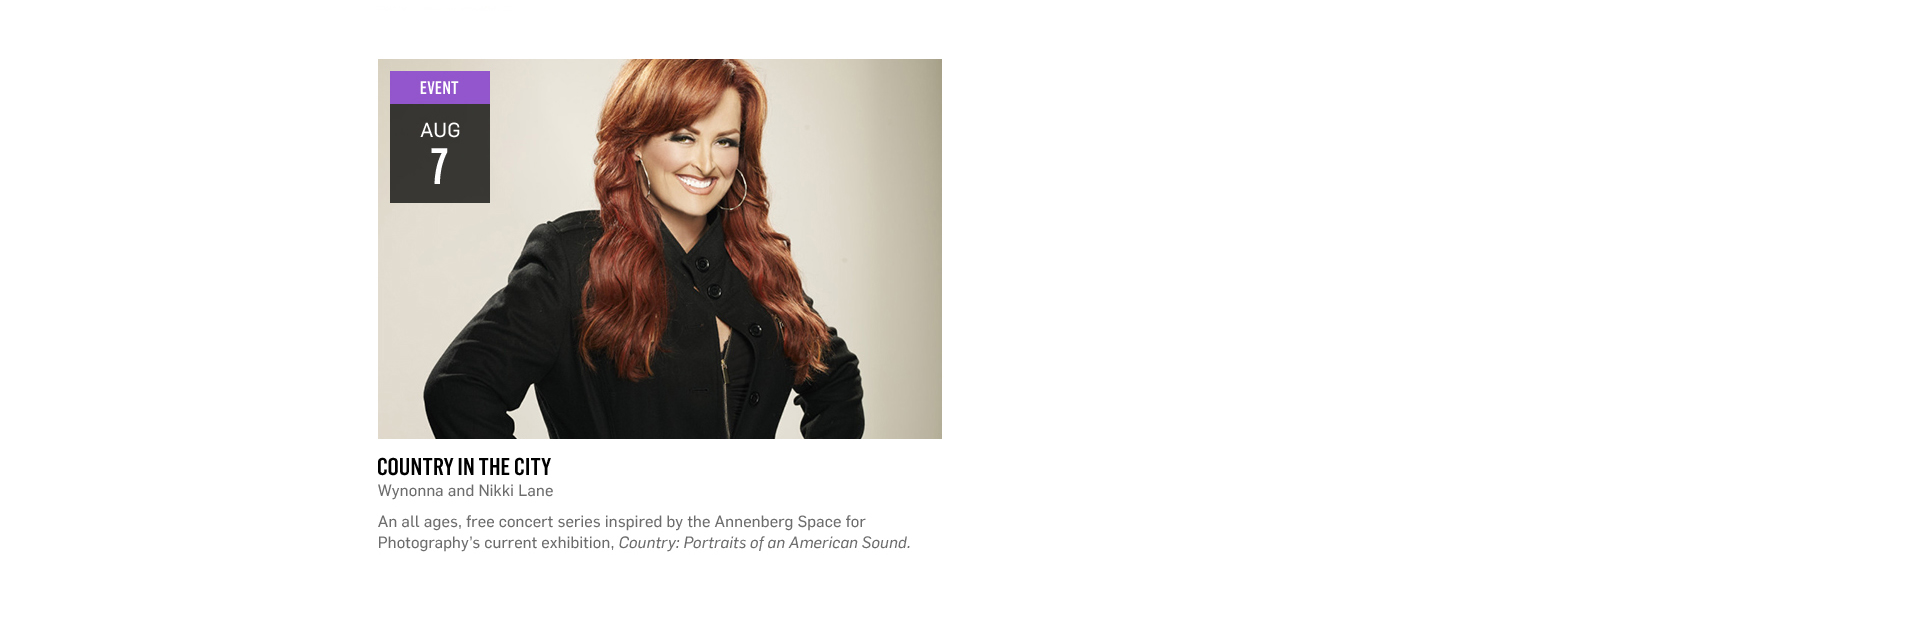 EVENT
AUG
7
COUNTRY IN THE CITY
Wynonna and Nikki Lane
An all ages, free concert series inspired by the Annenberg Space for
Photography's current exhibition, Country: Portraits of an American Sound.